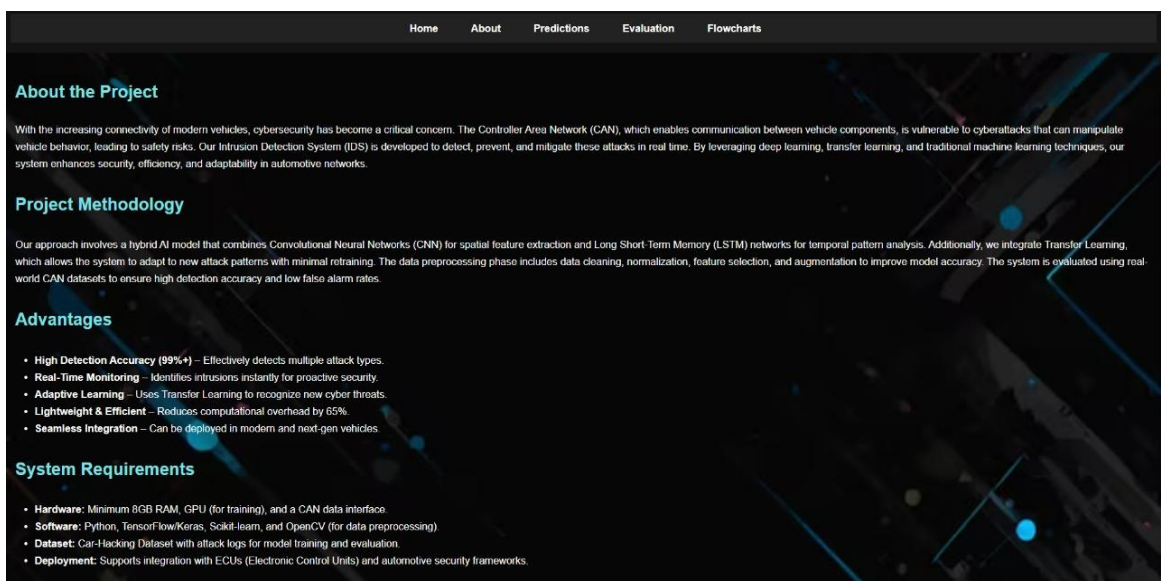 Home About Predictions Evaluation Flowcharts
About the Project
With the increasing connectivity of modern vehicles, cybersecurity has become a critical concern. The Controller Area Network (CAN), which enables communication between vehicle components, is vulnerable to cyberattacks that can manipulate
vehicle behavior, leading to safety risks. Our Intrusion Detection System (IDS) is developed to detect, prevent, and mitigate these attacks in real time. By leveraging deep learning, transfer learning, and traditional machine learning techniques, our
system enhances security, efficiency, and adaptability in automotive networks.
Project Methodology
Our approach involves a hybrid AI model that combines Convolutional Neural Networks (CNN) for spatial feature extraction and Long Short-Term Memory (LSTM) networks for temporal pattern analysis. Additionally, we integrate Transfer Learning,
which allows the system to adapt to new attack patterns with minimal retraining. The data preprocessing phase includes data cleaning, normalization, feature selection, and augmentation to improve model accuracy. The system is evaluated using real-
world CAN datasets to ensure high detection accuracy and low false alarm rates.
Advantages
• High Detection Accuracy (99%+) – Effectively detects multiple attack types.
• Real-Time Monitoring – Identifies intrusions instantly for proactive security.
• Adaptive Learning – Uses Transfer Learning to recognize new cyber threats.
• Lightweight & Efficient – Reduces computational overhead by 65%.
• Seamless Integration – Can be deployed in modern and next-gen vehicles.
System Requirements
• Hardware: Minimum 8GB RAM, GPU (for training), and a CAN data interface.
• Software: Python, TensorFlow/Keras, Scikit-learn, and OpenCV (for data preprocessing).
• Dataset: Car-Hacking Dataset with attack logs for model training and evaluation.
• Deployment: Supports integration with ECUs (Electronic Control Units) and automotive security frameworks.